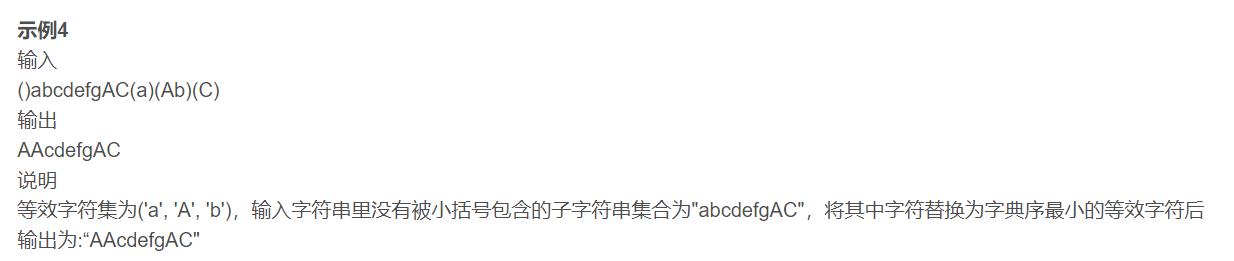 示例4
输入
()abcdefgAC(a)(Ab)(C)
输出
AAcdefgAC
说明
等效字符集为('a', 'A', 'b')，输入字符串里没有被小括号包含的子字符串集合为"abcdefgAC"，将其中字符替换为字典序最小的等效字符后
输出为:“AAcdefgAC"